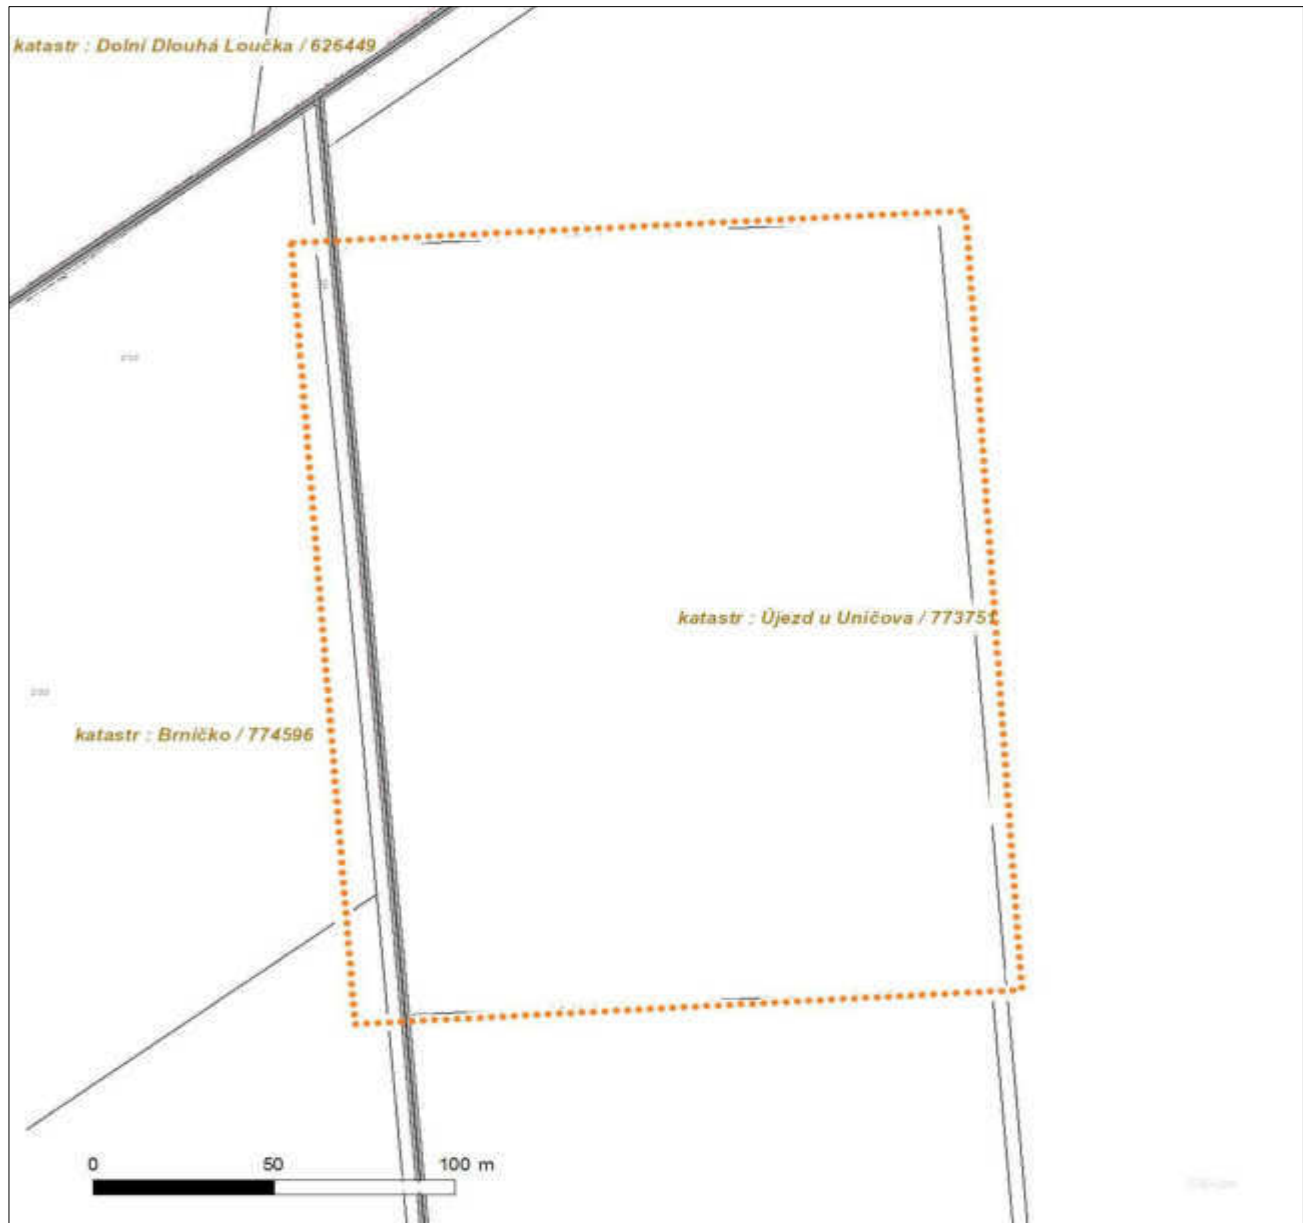 katastr : Dolní Dlouhá Loučka / 626449
katastr : Újezd u Uničova / 773751
katastr : Brníčko / 774596
0 50 100 m